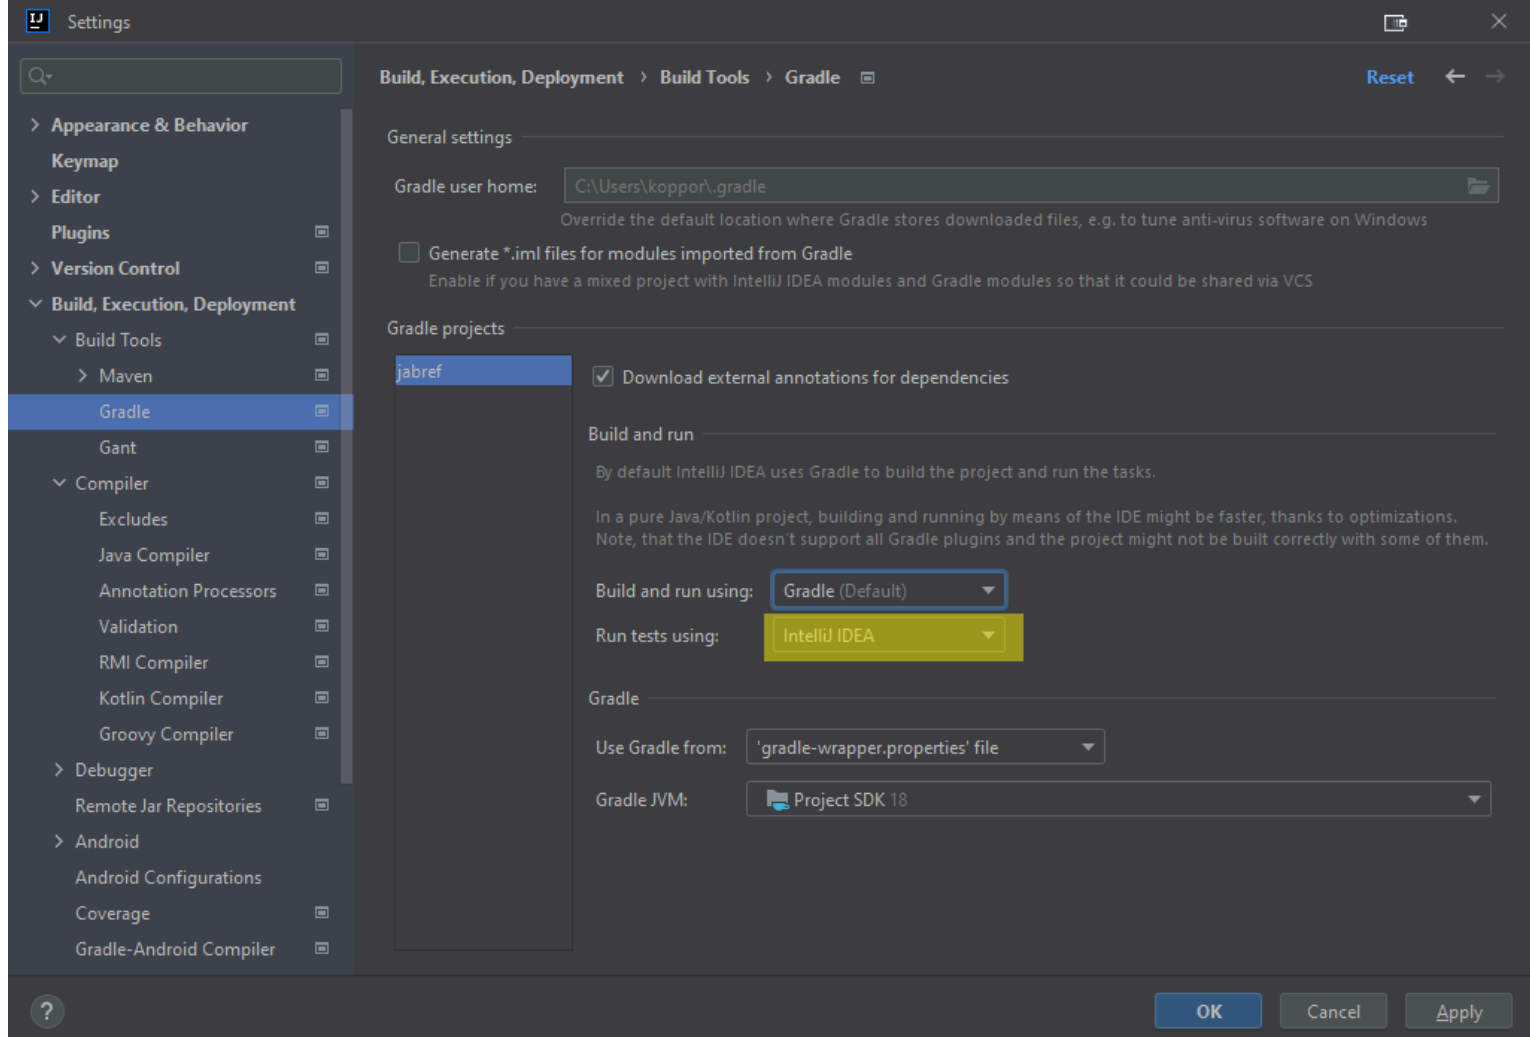 IJ Settings
Appearance & Behavior
Keymap
Editor
Plugins
Version Control
Build, Execution, Deployment
Build Tools
Maven
Gradle
Gant
Compiler
Excludes
Java Compiler
Annotation Processors
Validation
RMI Compiler
Kotlin Compiler
Groovy Compiler
Debugger
Remote Jar Repositories
Android
Android Configurations
Coverage
Gradle-Android Compiler
Build, Execution, Deployment › Build Tools › Gradle Reset
General settings
Gradle user home: C:\Users\koppor\.gradle
Override the default location where Gradle stores downloaded files, e.g. to tune anti-virus software on Windows
Generate *.iml files for modules imported from Gradle
Enable if you have a mixed project with IntelliJ IDEA modules and Gradle modules so that it could be shared via VCS
Gradle projects
jabref
Download external annotations for dependencies
Build and run
By default IntelliJ IDEA uses Gradle to build the project and run the tasks.
In a pure Java/Kotlin project, building and running by means of the IDE might be faster, thanks to optimizations.
Note, that the IDE doesn't support all Gradle plugins and the project might not be built correctly with some of them.
Build and run using: Gradle (Default)
Run tests using: IntelliJ IDEA
Gradle
Use Gradle from: 'gradle-wrapper.properties' file
Gradle JVM: Project SDK 18
? OK Cancel Apply